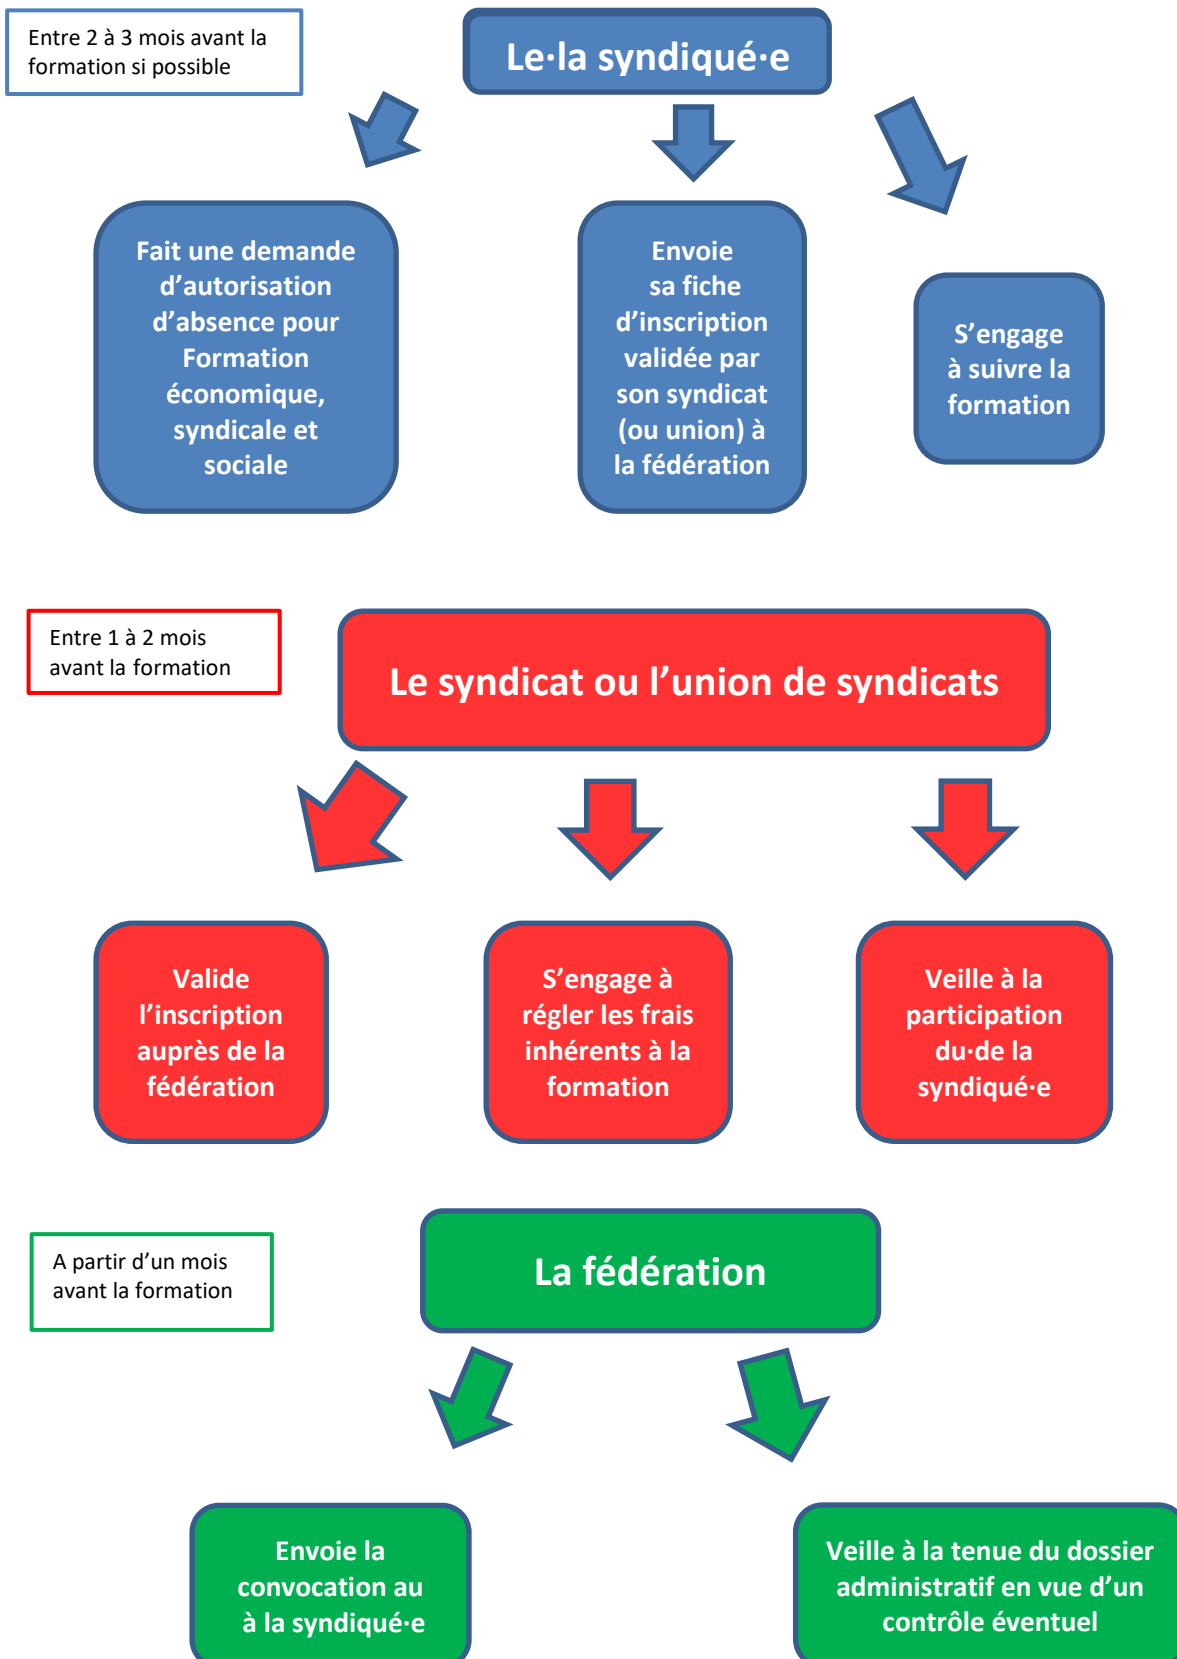 Entre 2 à 3 mois avant la
formation si possible
Le·la syndiqué·e
Fait une demande
d’autorisation
d’absence pour
Formation
économique,
syndicale et
sociale
Envoie
sa fiche
d’inscription
validée par
son syndicat
(ou union) à
la fédération
S’engage
à suivre la
formation
Entre 1 à 2 mois
avant la formation
Le syndicat ou l’union de syndicats
Valide
l’inscription
auprès de la
fédération
S’engage à
régler les frais
inhérents à la
formation
Veille à la
participation
du·de la
syndiqué·e
A partir d’un mois
avant la formation
La fédération
Envoie la
convocation au
à la syndiqué·e
Veille à la tenue du dossier
administratif en vue d’un
contrôle éventuel